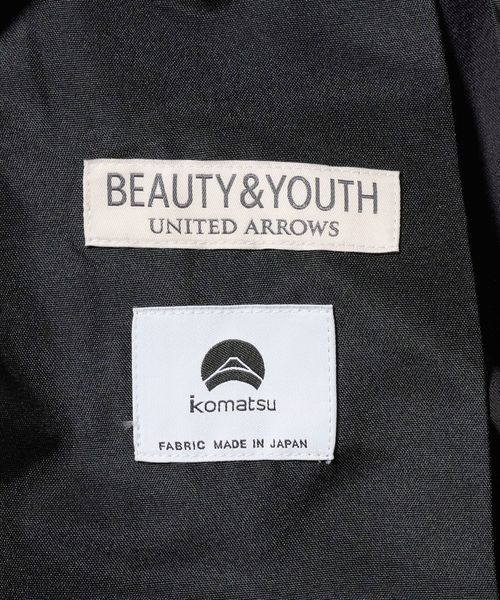 BEAUTY&YOUTH
UNITED ARROWS
komatsu
FABRIC MADE IN JAPAN